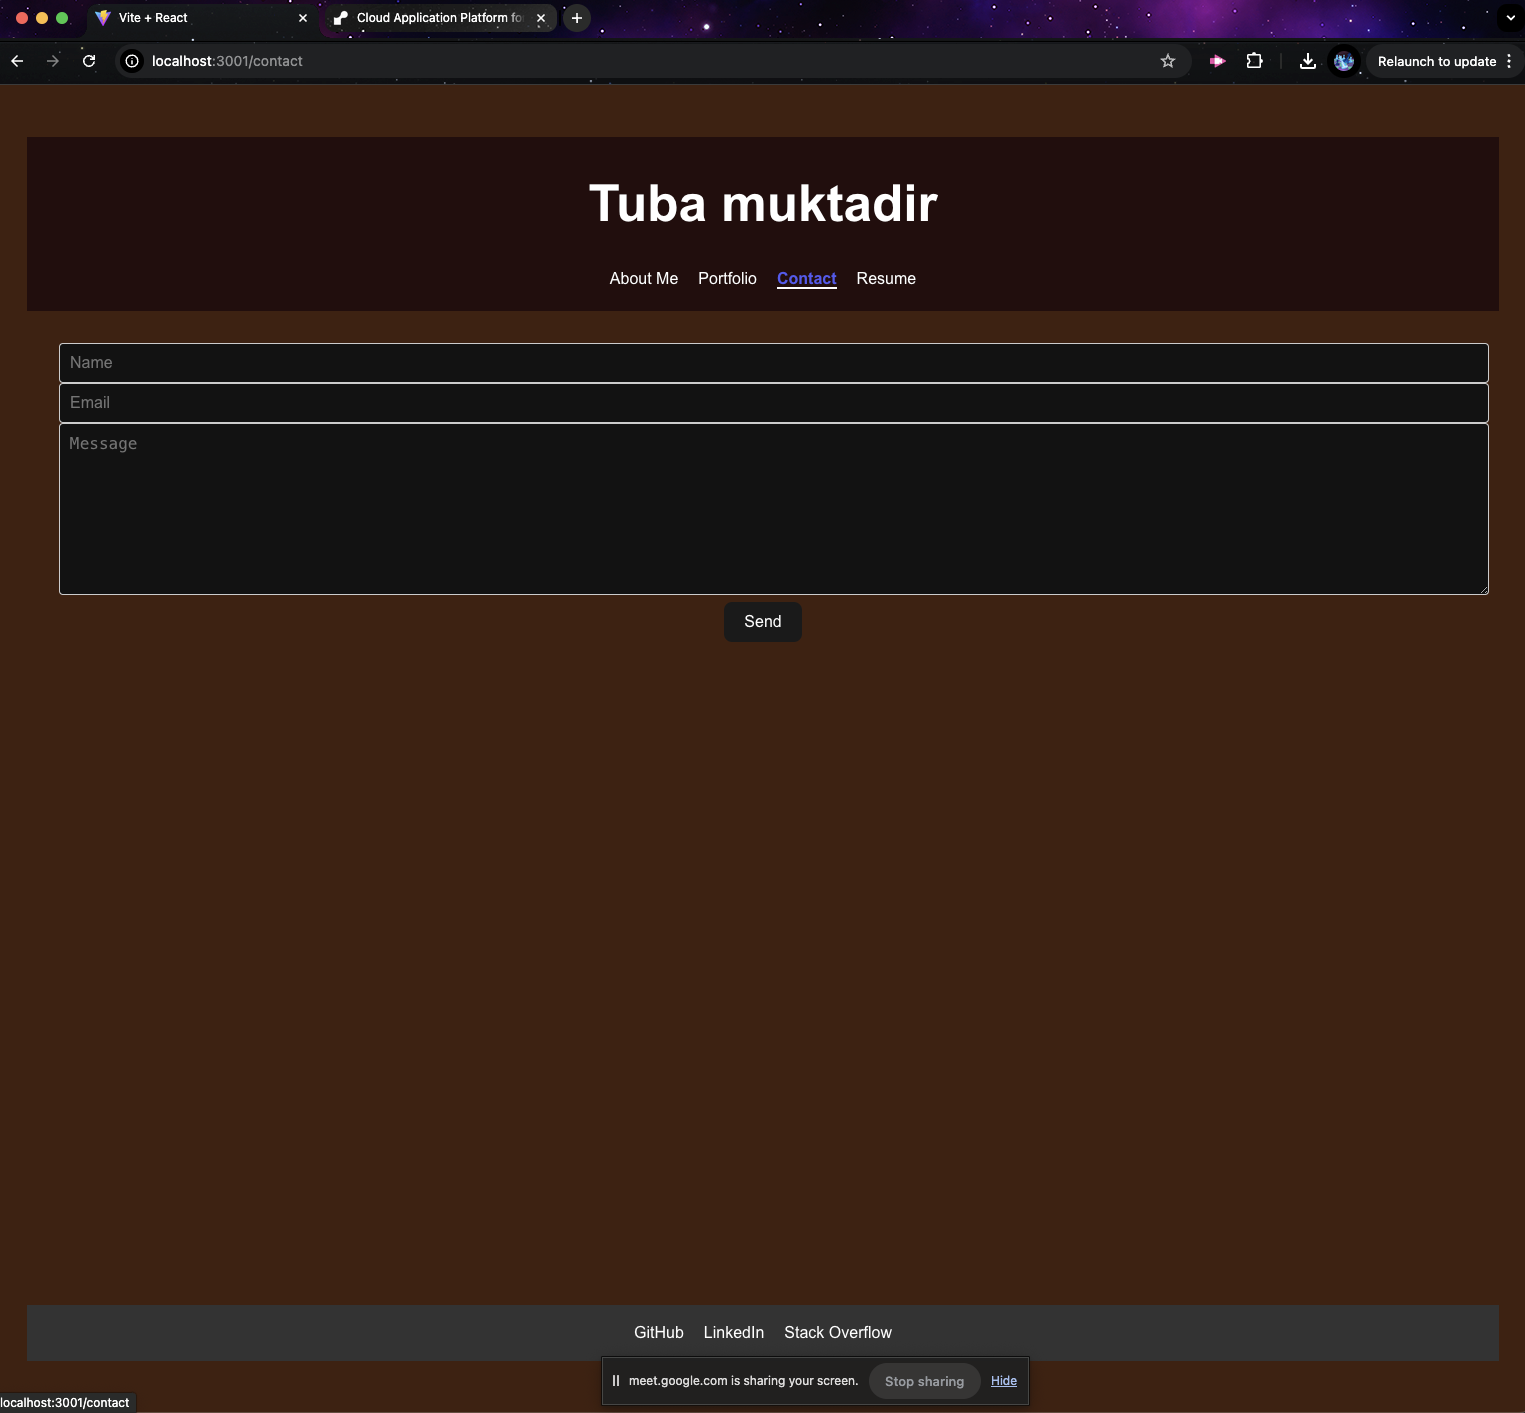 Vite + React
Cloud Application Platform fo
localhost:3001/contact
Relaunch to update
Tuba muktadir
About Me Portfolio Contact Resume
Name
Email
Message
Send
GitHub LinkedIn Stack Overflow
meet.google.com is sharing your screen. Stop sharing Hide
localhost:3001/contact